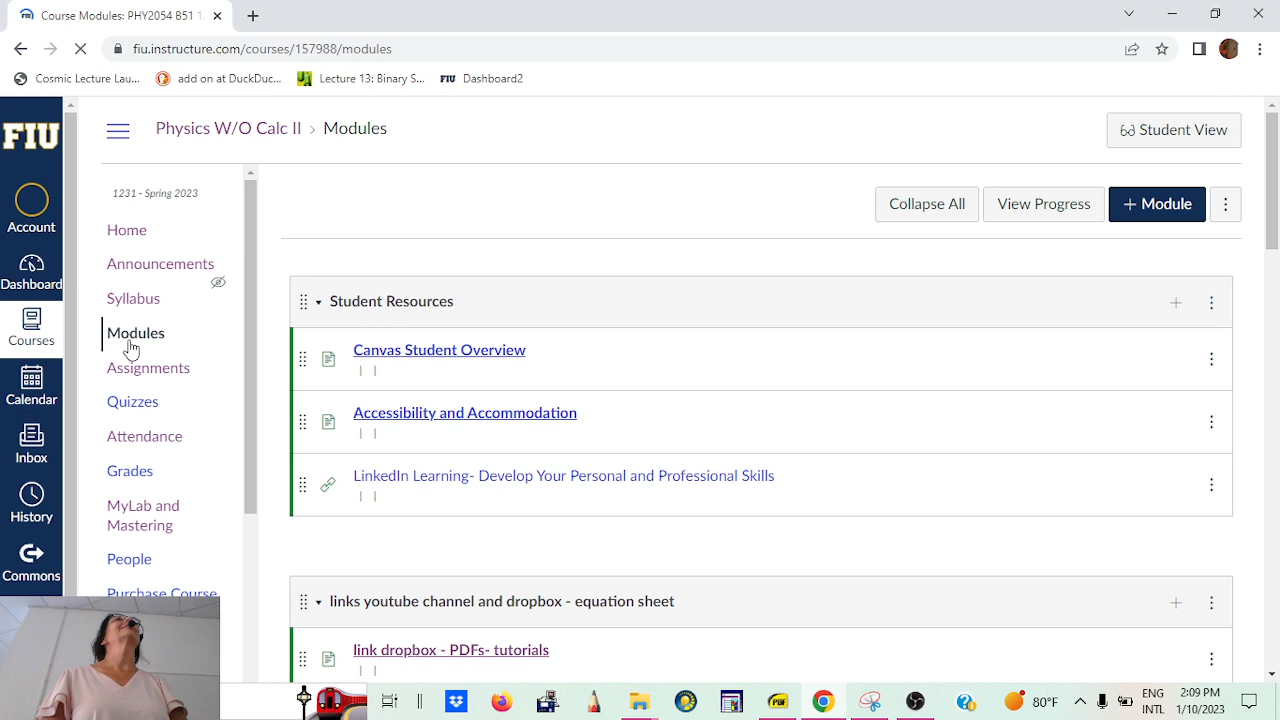 Course Modules: PHY2054 B51 1
fiu.instructure.com/courses/157988/modules
Cosmic Lecture Lau...
add on at DuckDuc...
Lecture 13: Binary S...
FIU
Dashboard2
FIU
Account
Dashboard
Courses
Calendar
Inbox
History
Commons
Physics W/O Calc II > Modules
Student View
1231 - Spring 2023
Home
Announcements
Syllabus
Modules
Assignments
Quizzes
Attendance
Grades
MyLab and
Mastering
People
Purchase Course
Collapse All
View Progress
+ Module
Student Resources
Canvas Student Overview
Accessibility and Accommodation
LinkedIn Learning- Develop Your Personal and Professional Skills
links youtube channel and dropbox - equation sheet
link dropbox - PDFs- tutorials
PDF
80°F
ENG
INTL
2:09 PM
1/10/2023